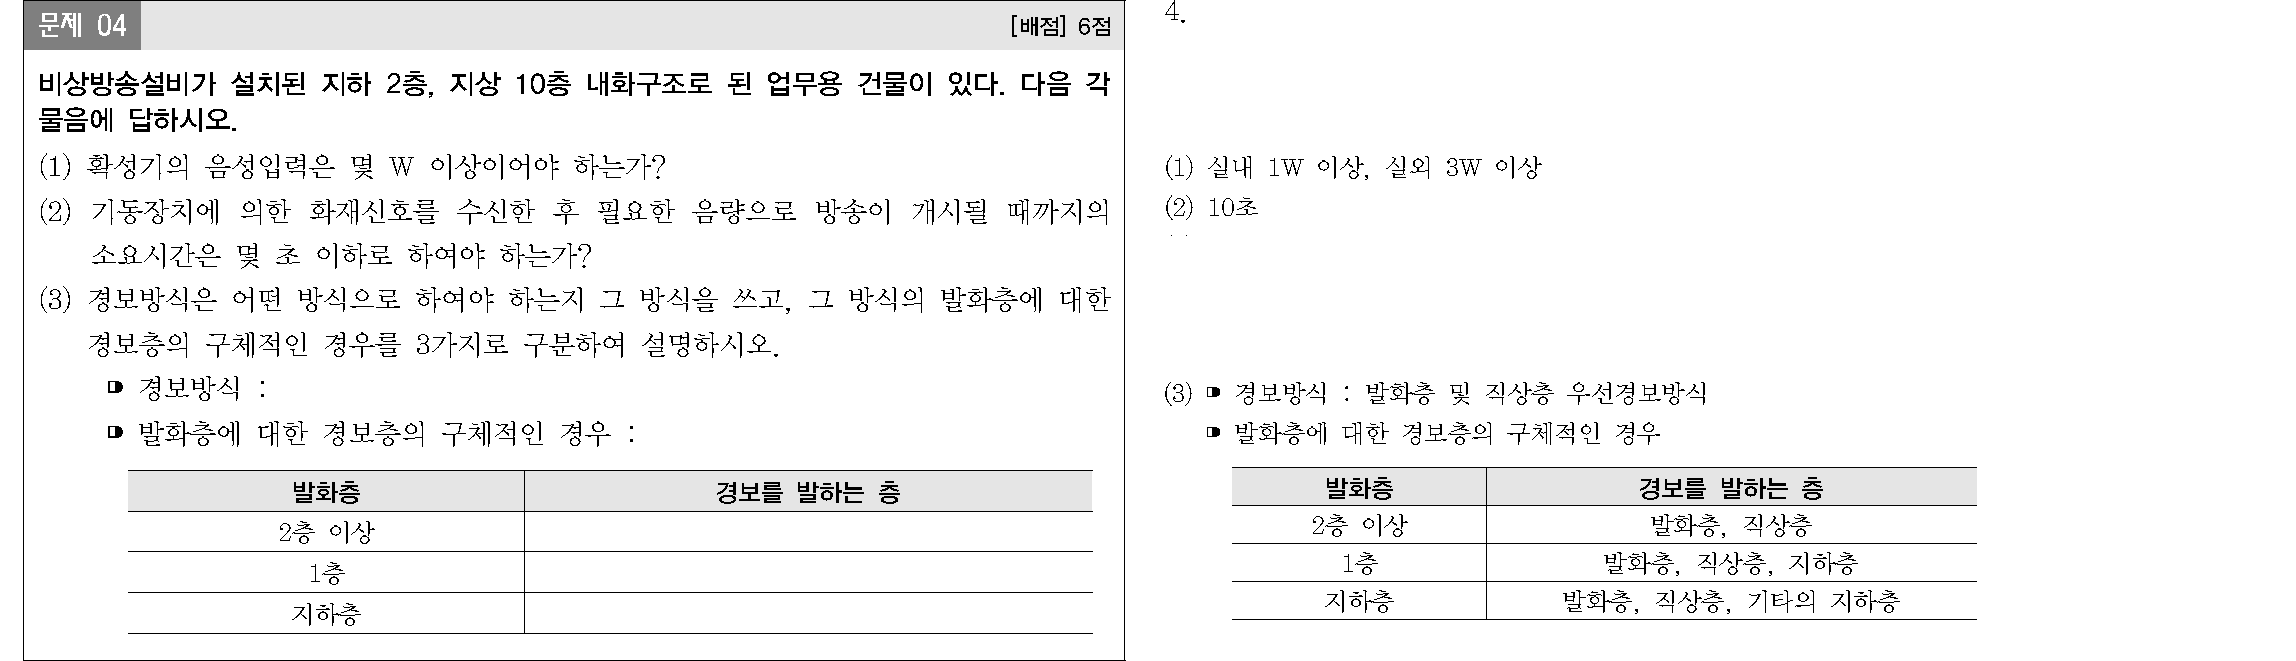 문제 04
[배점] 6점
비상방송설비가 설치된 지하 2층, 지상 10층 내화구조로 된 업무용 건물이 있다. 다음 각
물음에 답하시오.
(1) 확성기의 음성입력은 몇 W 이상이어야 하는가?
(2) 기동장치에 의한 화재신호를 수신한 후 필요한 음량으로 방송이 개시될 때까지의
소요시간은 몇 초 이하로 하여야 하는가?
(3) 경보방식은 어떤 방식으로 하여야 하는지 그 방식을 쓰고, 그 방식의 발화층에 대한
경보층의 구체적인 경우를 3가지로 구분하여 설명하시오.
경보방식 :
발화층에 대한 경보층의 구체적인 경우 :
발화층 경보를 발하는 층
2층 이상
1층
지하층
4.
(1) 실내 1W 이상, 실외 3W 이상
(2) 10초
(3) 경보방식 : 발화층 및 직상층 우선경보방식
발화층에 대한 경보층의 구체적인 경우
발화층 경보를 발하는 층
2층 이상 발화층, 직상층
1층 발화층, 직상층, 지하층
지하층 발화층, 직상층, 기타의 지하층